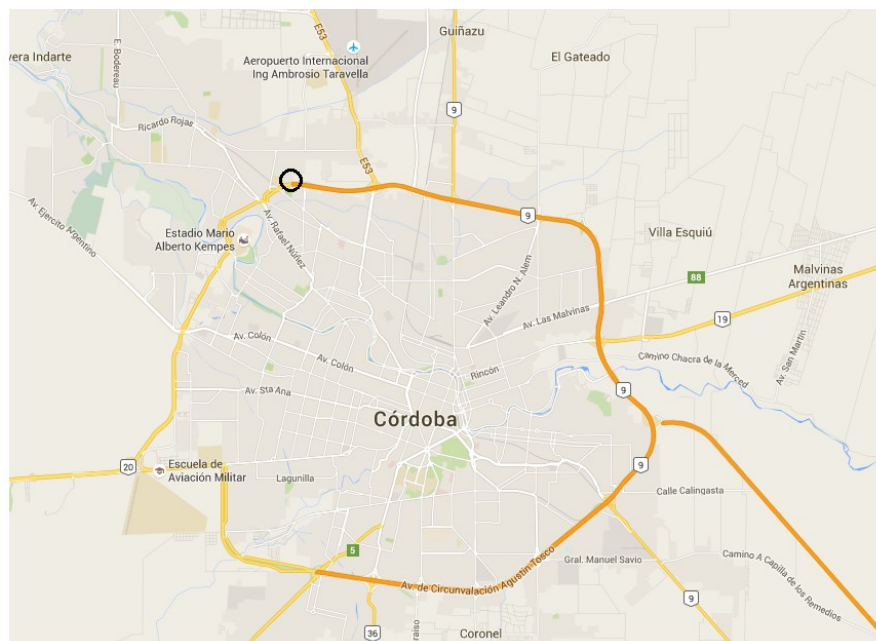 Guiñazu
E53
vera Indarte
E. Bodereau
Aeropuerto Internacional
Ing Ambrosio Taravella
El Gateado
9
Ricardo Rojas
E53
Av. Ejercito Argentino
Av. Rafael Núñez
Estadio Mario
Alberto Kempes
9
Villa Esquiú
Av. Leandro N. Alem
88
Malvinas
Argentinas
Av. Las Malvinas
19
Av. San Martín
Av. Colón
Av. Colón
Rincón
Camino Chacra de la Merced
Av. Sta Ana
9
Córdoba
20
Escuela de
Aviación Militar
Lagunilla
9
Calle Calingasta
5
Gral. Manuel Savio
Camino A Capilla de los Remedios
Av. de Circunvalación Agustín Tosco
9
36
raiso
Coronel